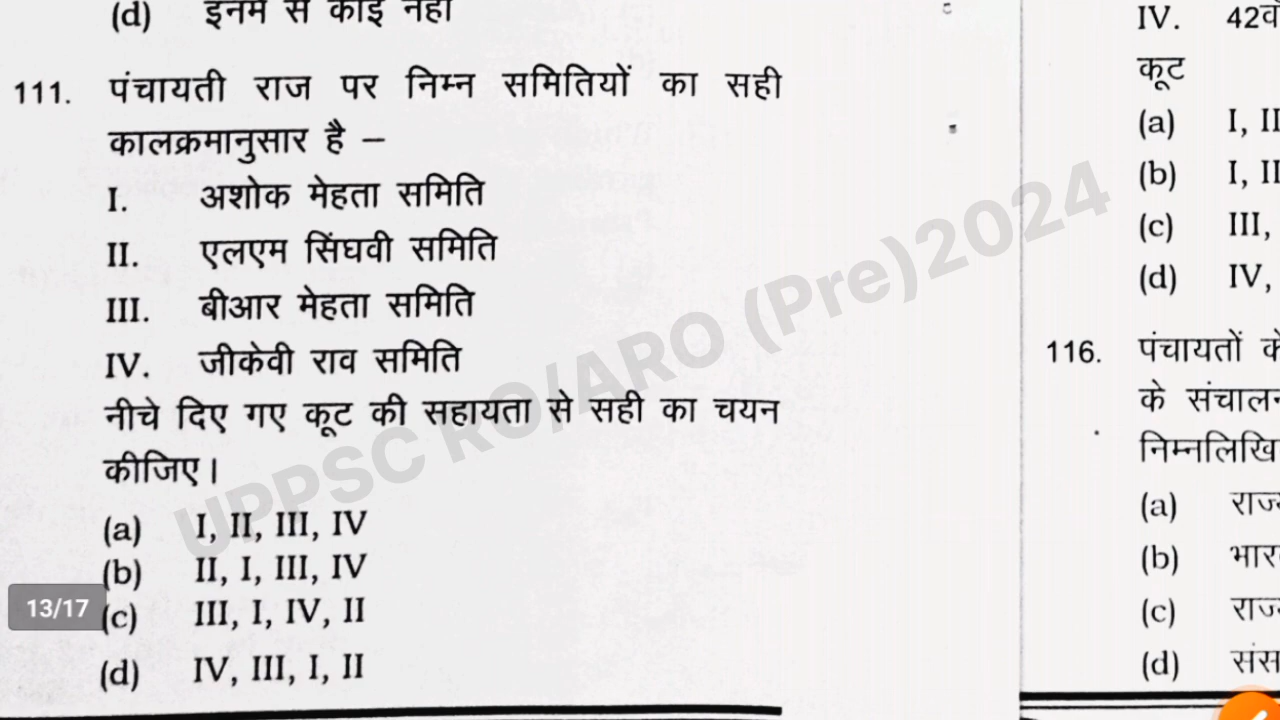 (d) इनमें से कोई नहीं
111. पंचायती राज पर निम्न समितियों का सही
कालक्रमानुसार है –
I. अशोक मेहता समिति
II. एलएम सिंघवी समिति
III. बीआर मेहता समिति
IV. जीकेवी राव समिति
नीचे दिए गए कूट की सहायता से सही का चयन
कीजिए।
(a) I, II, III, IV
(b) II, I, III, IV
(c) III, I, IV, II
(d) IV, III, I, II
13/17
UPPSC RO/ARO (Pre) 2024
IV. 42वें
कूट
(a) I, II
(b) I, II
(c) III,
(d) IV,
116. पंचायतों के
के संचालन
(a)
(b)
(c)
(d)